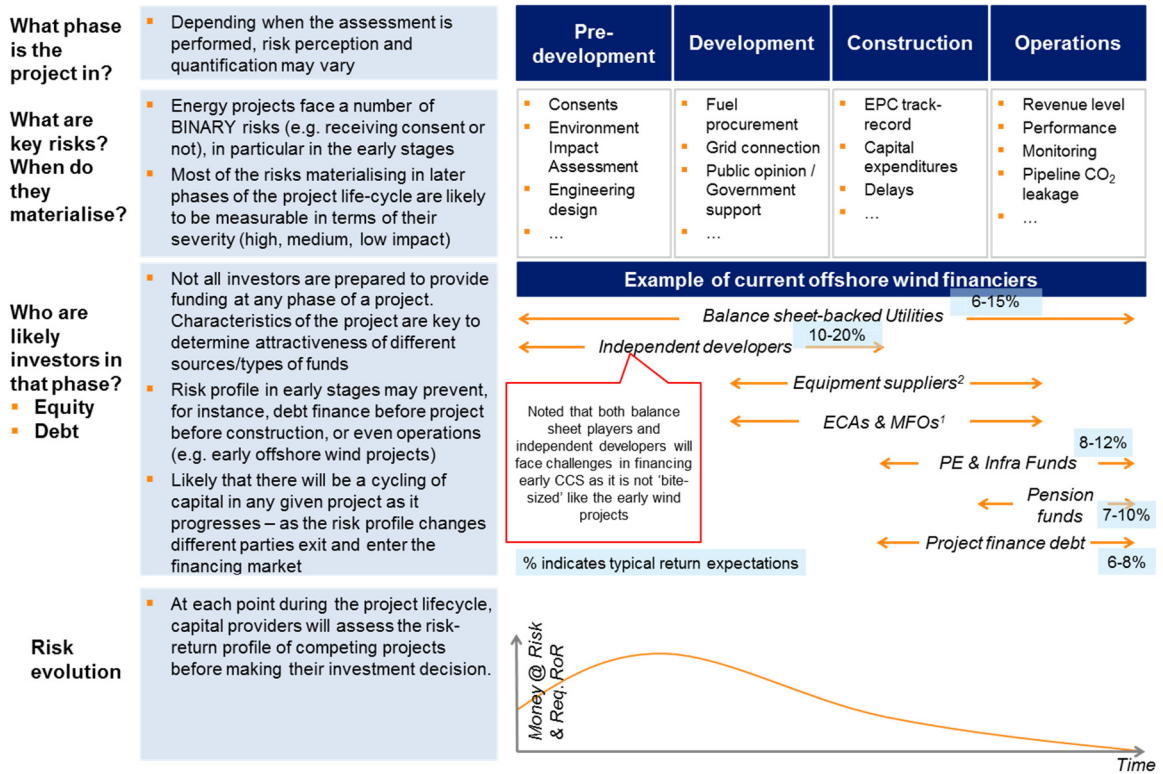 What phase
is the
project in?
Depending when the assessment is
performed, risk perception and
quantification may vary
Pre-
development
Development
Construction
Operations
What are
key risks?
When do
they
materialise?
Energy projects face a number of
BINARY risks (e.g. receiving consent or
not), in particular in the early stages
Most of the risks materialising in later
phases of the project life-cycle are likely
to be measurable in terms of their
severity (high, medium, low impact)
Consents
Environment
Impact
Assessment
Engineering
design
…
Fuel
procurement
Grid connection
Public opinion /
Government
support
…
EPC track-
record
Capital
expenditures
Delays
…
Revenue level
Performance
Monitoring
Pipeline CO₂
leakage
…
Who are
likely
investors in
that phase?
Equity
Debt
Not all investors are prepared to provide
funding at any phase of a project.
Characteristics of the project are key to
determine attractiveness of different
sources/types of funds
Risk profile in early stages may prevent,
for instance, debt finance before project
before construction, or even operations
(e.g. early offshore wind projects)
Likely that there will be a cycling of
capital in any given project as it
progresses – as the risk profile changes
different parties exit and enter the
financing market
Example of current offshore wind financiers
6-15%
Balance sheet-backed Utilities
10-20%
Independent developers
Equipment suppliers²
ECAs & MFOs¹
8-12%
PE & Infra Funds
Pension
funds
7-10%
Project finance debt
6-8%
Noted that both balance
sheet players and
independent developers will
face challenges in financing
early CCS as it is not ‘bite-
sized’ like the early wind
projects
% indicates typical return expectations
Risk
evolution
At each point during the project lifecycle,
capital providers will assess the risk-
return profile of competing projects
before making their investment decision.
Money @ Risk
& Req. RoR
Time